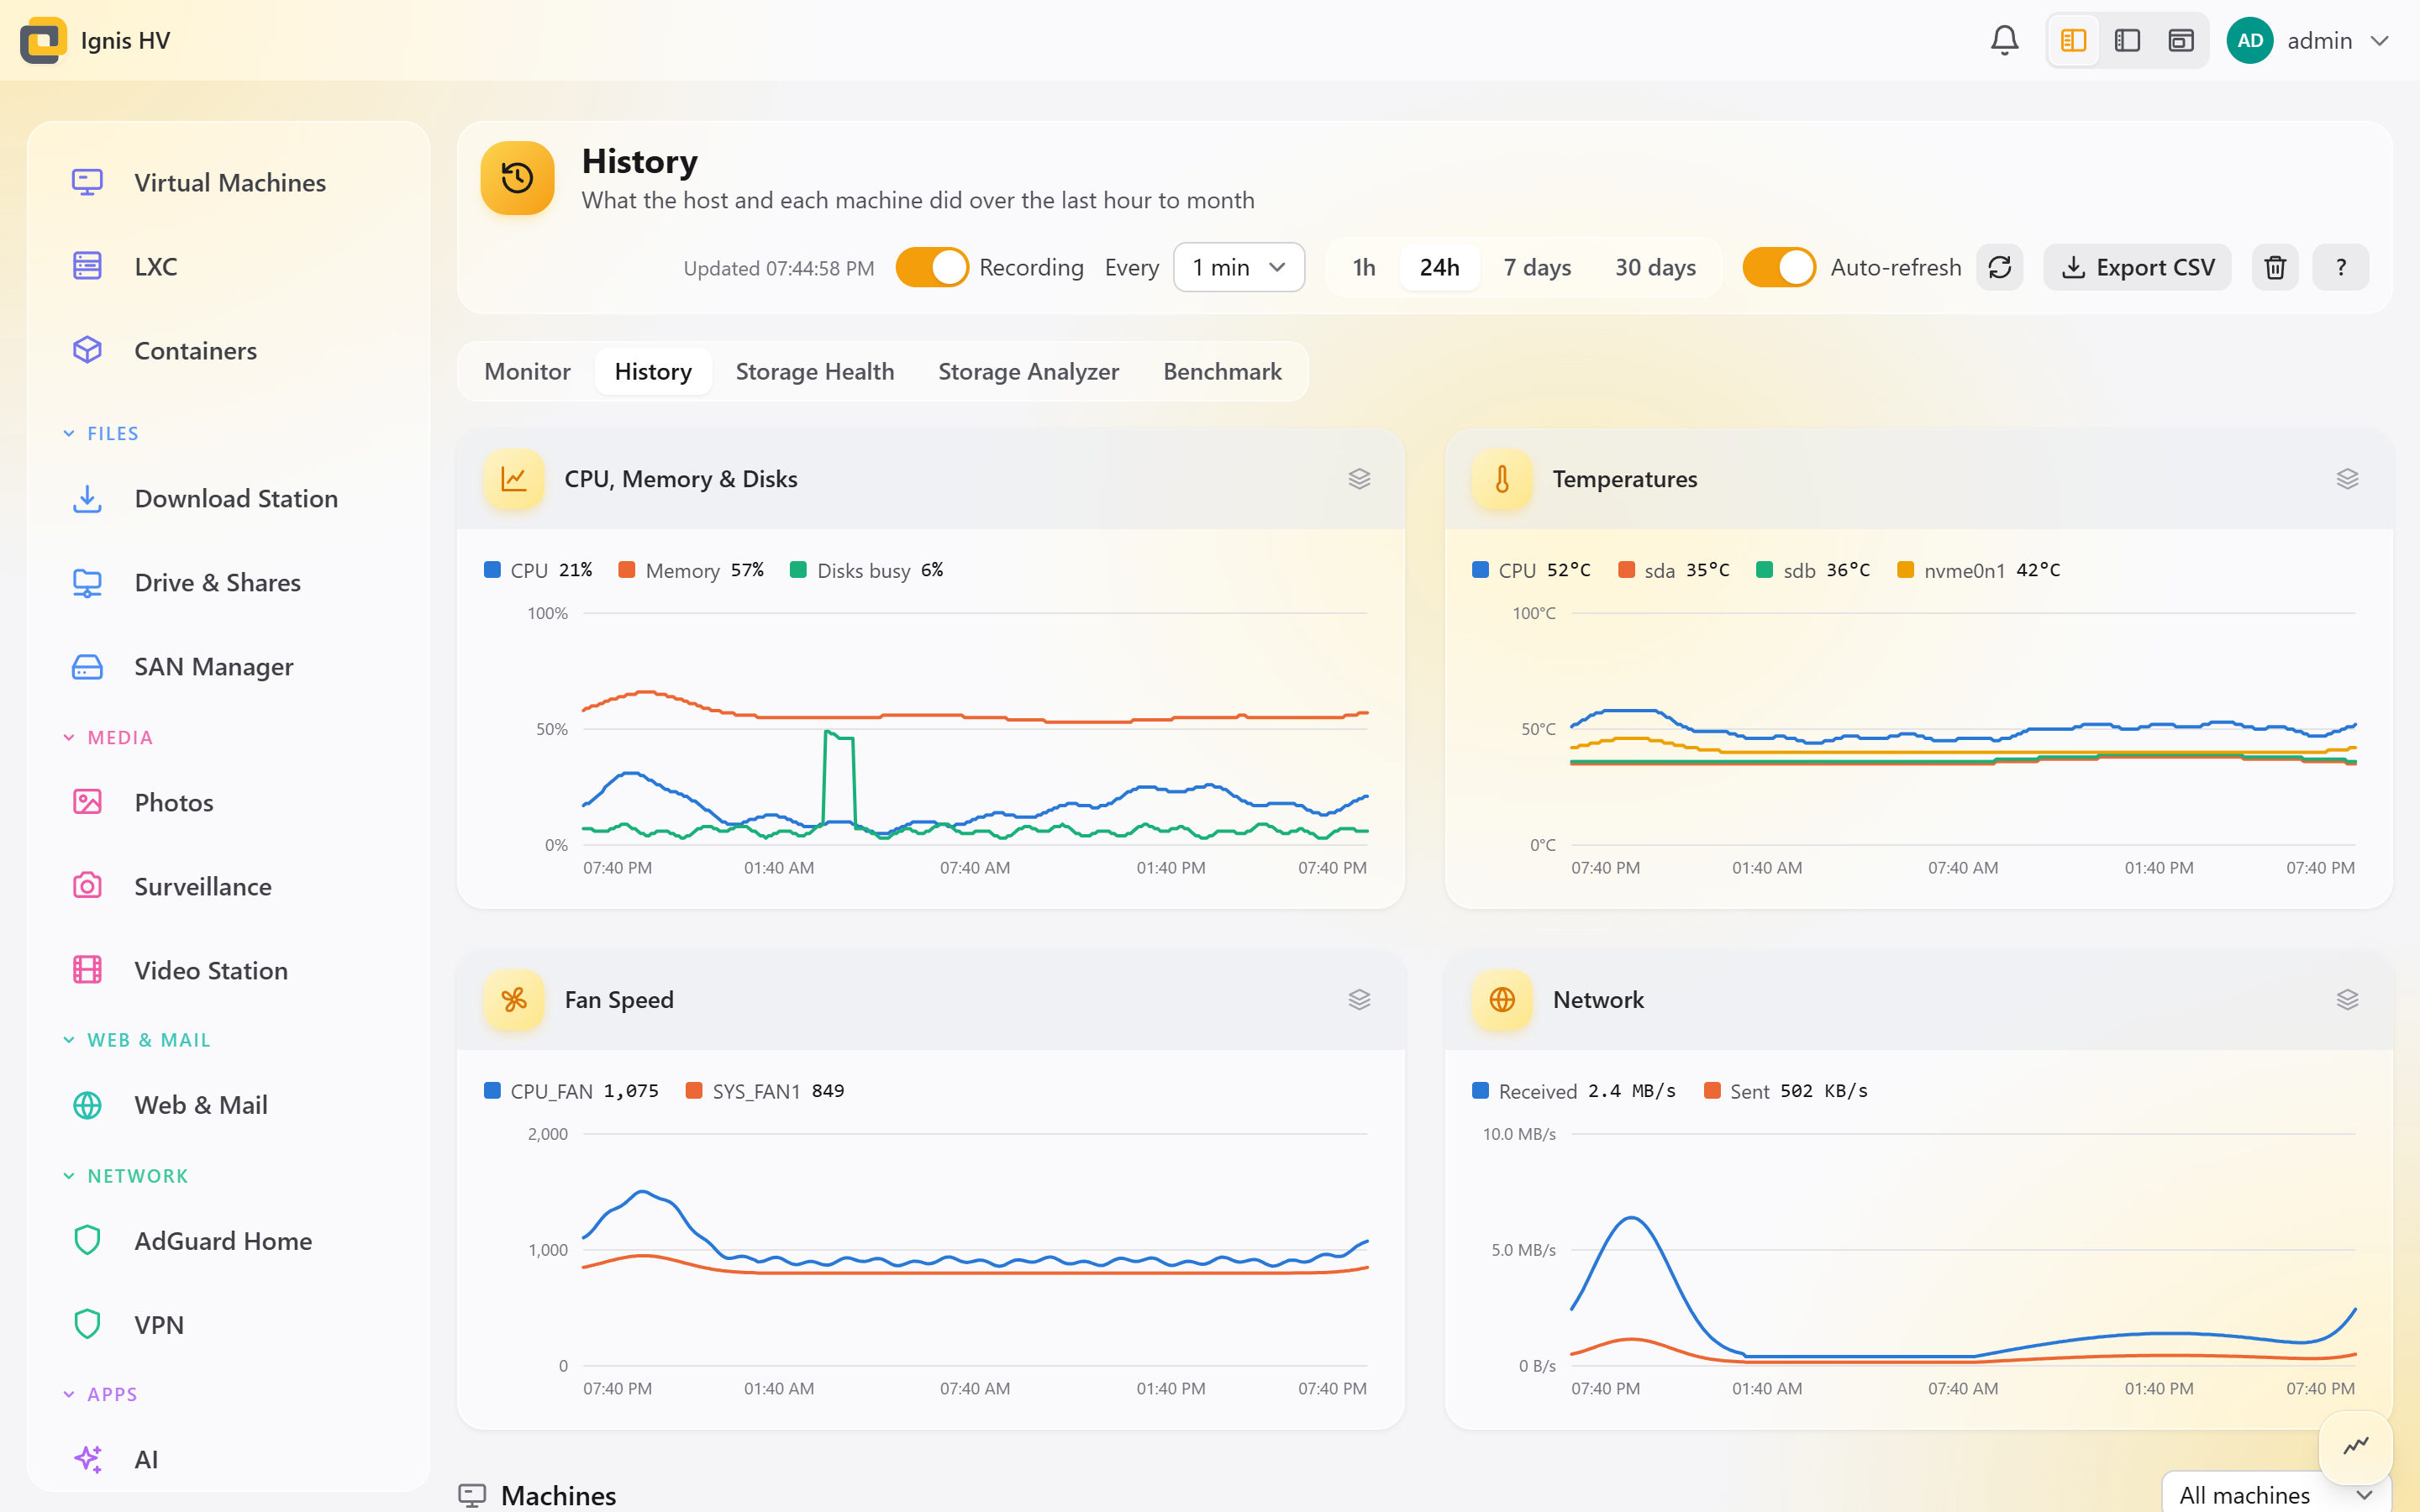 Ignis HV
AD admin
Virtual Machines
LXC
Containers
FILES
Download Station
Drive & Shares
SAN Manager
MEDIA
Photos
Surveillance
Video Station
WEB & MAIL
Web & Mail
NETWORK
AdGuard Home
VPN
APPS
AI
History
What the host and each machine did over the last hour to month
Updated 07:44:58 PM Recording Every 1 min 1h 24h 7 days 30 days Auto-refresh Export CSV ?
Monitor History Storage Health Storage Analyzer Benchmark
CPU, Memory & Disks
CPU 21% Memory 57% Disks busy 6%
100%
50%
0%
07:40 PM 01:40 AM 07:40 AM 01:40 PM 07:40 PM
Temperatures
CPU 52°C sda 35°C sdb 36°C nvme0n1 42°C
100°C
50°C
0°C
07:40 PM 01:40 AM 07:40 AM 01:40 PM 07:40 PM
Fan Speed
CPU_FAN 1,075 SYS_FAN1 849
2,000
1,000
0
07:40 PM 01:40 AM 07:40 AM 01:40 PM 07:40 PM
Network
Received 2.4 MB/s Sent 502 KB/s
10.0 MB/s
5.0 MB/s
0 B/s
07:40 PM 01:40 AM 07:40 AM 01:40 PM 07:40 PM
Machines
All machines